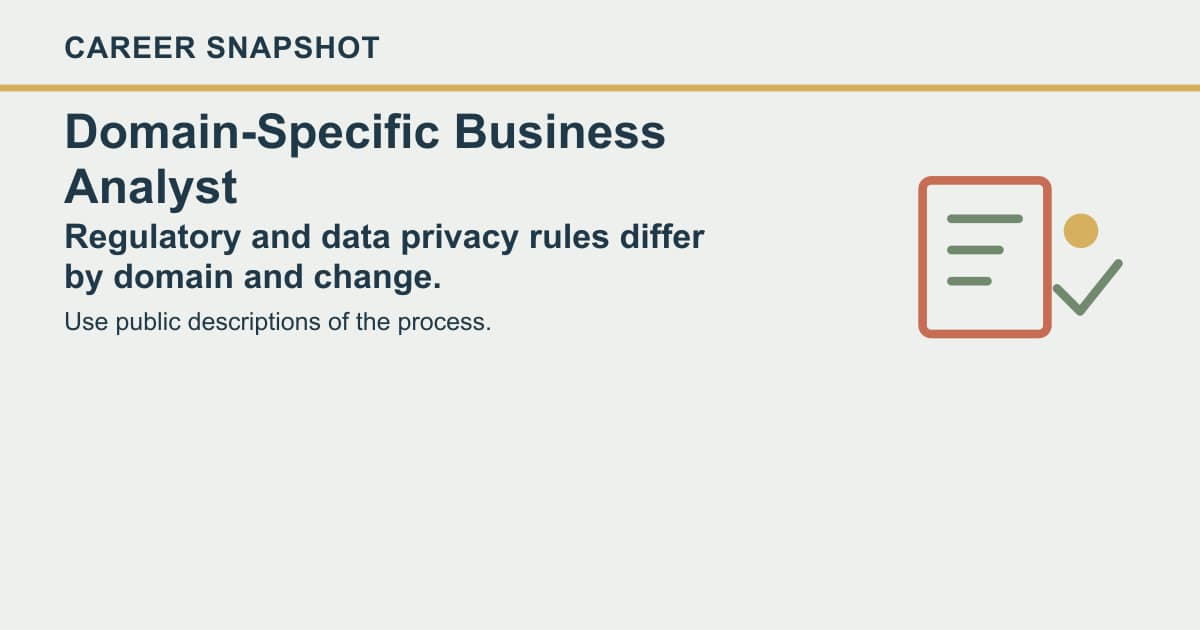 CAREER SNAPSHOT
Domain-Specific Business
Analyst
Regulatory and data privacy rules differ
by domain and change.
Use public descriptions of the process.